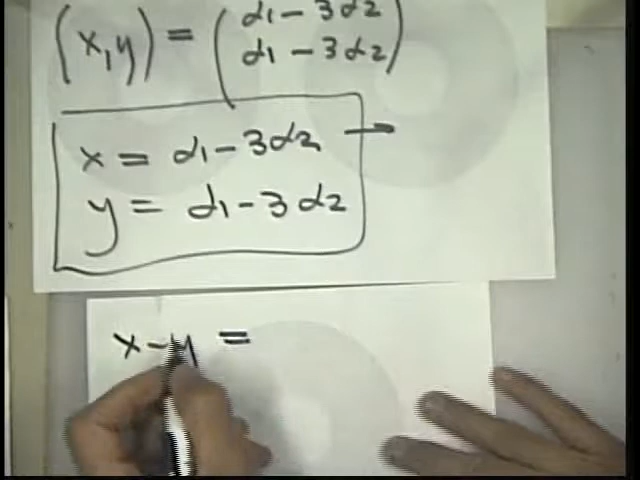 (x,y) = (α1 - 3α2
α1 - 3α2)
x = α1 - 3α2 →
y = α1 - 3α2
x - y =